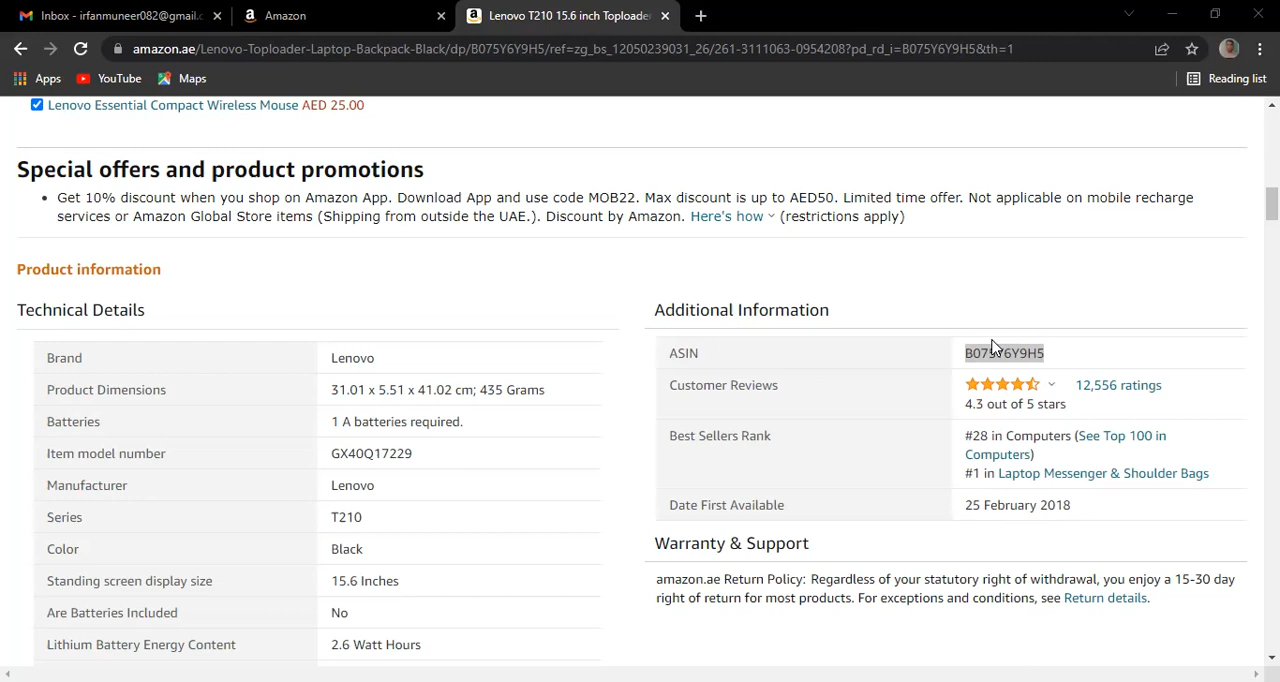 Inbox - irfanmuneer082@gmail.c
Amazon
Lenovo T210 15.6 inch Toploader
amazon.ae/Lenovo-Toploader-Laptop-Backpack-Black/dp/B075Y6Y9H5/ref=zg_bs_12050239031_26/261-3111063-0954208?pd_rd_i=B075Y6Y9H5&th=1
Apps YouTube Maps Reading list
Lenovo Essential Compact Wireless Mouse AED 25.00
Special offers and product promotions
• Get 10% discount when you shop on Amazon App. Download App and use code MOB22. Max discount is up to AED50. Limited time offer. Not applicable on mobile recharge
services or Amazon Global Store items (Shipping from outside the UAE.). Discount by Amazon. Here's how (restrictions apply)
Product information
Technical Details
Brand Lenovo
Product Dimensions 31.01 x 5.51 x 41.02 cm; 435 Grams
Batteries 1 A batteries required.
Item model number GX40Q17229
Manufacturer Lenovo
Series T210
Color Black
Standing screen display size 15.6 Inches
Are Batteries Included No
Lithium Battery Energy Content 2.6 Watt Hours
Additional Information
ASIN B075Y6Y9H5
Customer Reviews 12,556 ratings
4.3 out of 5 stars
Best Sellers Rank #28 in Computers (See Top 100 in
Computers)
#1 in Laptop Messenger & Shoulder Bags
Date First Available 25 February 2018
Warranty & Support
amazon.ae Return Policy: Regardless of your statutory right of withdrawal, you enjoy a 15-30 day
right of return for most products. For exceptions and conditions, see Return details.